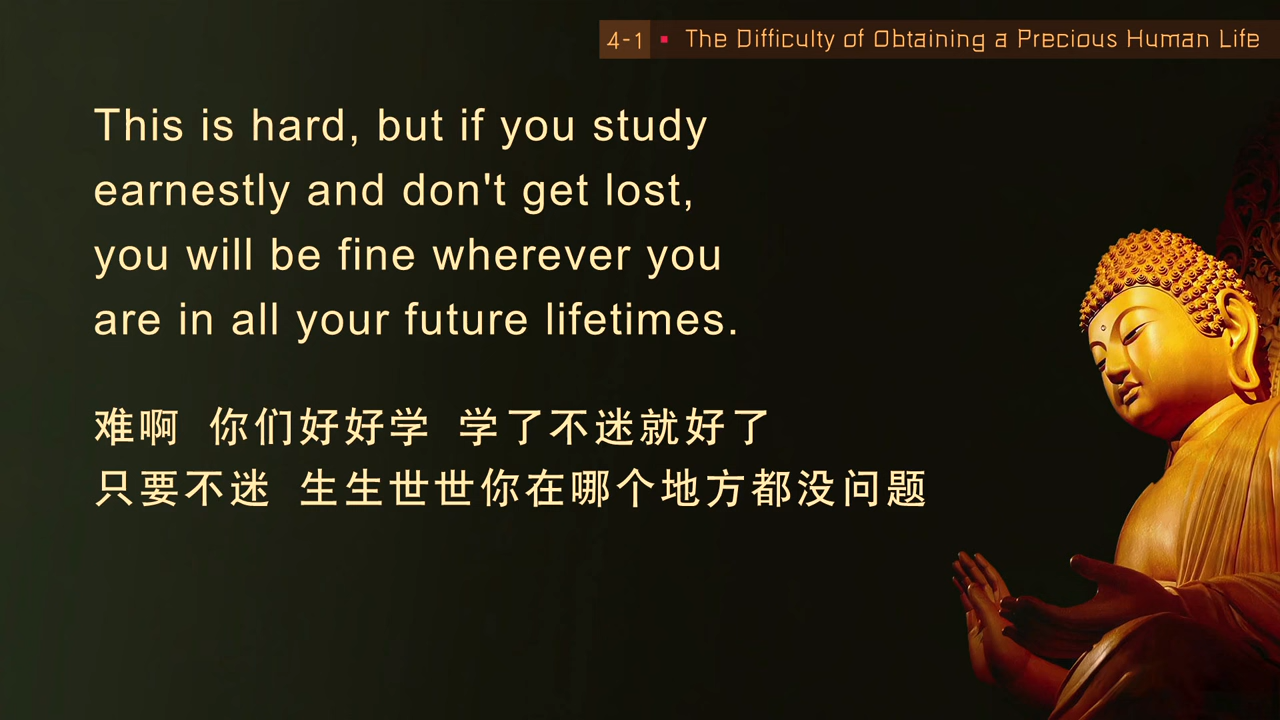 4-1 ▪ The Difficulty of Obtaining a Precious Human Life
This is hard, but if you study
earnestly and don't get lost,
you will be fine wherever you
are in all your future lifetimes.
难啊 你们好好学 学了不迷就好了
只要不迷 生生世世你在哪个地方都没问题